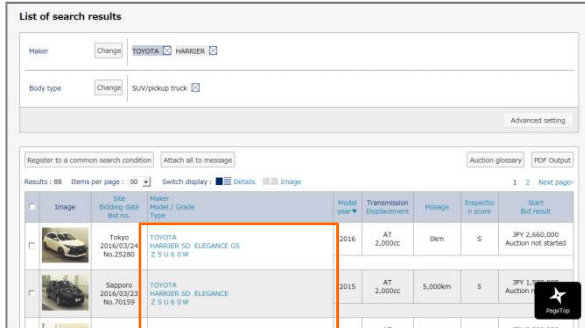 List of search results
Maker Change TOYOTA HARRIER
Body type Change SUV/pickup truck
Advanced setting
Register to a common search condition Attach all to message Auction glossary PDF Output
Results : 88 Items per page : 50 Switch display : Details Image 1 2 Next page›
Image
Site
Bidding date
Bid no.
Maker
Model / Grade
Type
Model
year▼
Transmission
Displacement
Mileage
Inspectio
n score
Start
Bid result
Tokyo
2016/03/24
No.25280
TOYOTA
HARRIER 5D ELEGANCE GS
ZSU60W
2016
AT
2,000cc
0km
S
JPY 2,660,000
Auction not started
Sapporo
2016/03/23
No.70159
TOYOTA
HARRIER 5D ELEGANCE
ZSU60W
2015
AT
2,000cc
5,000km
S
Auction
PageTop